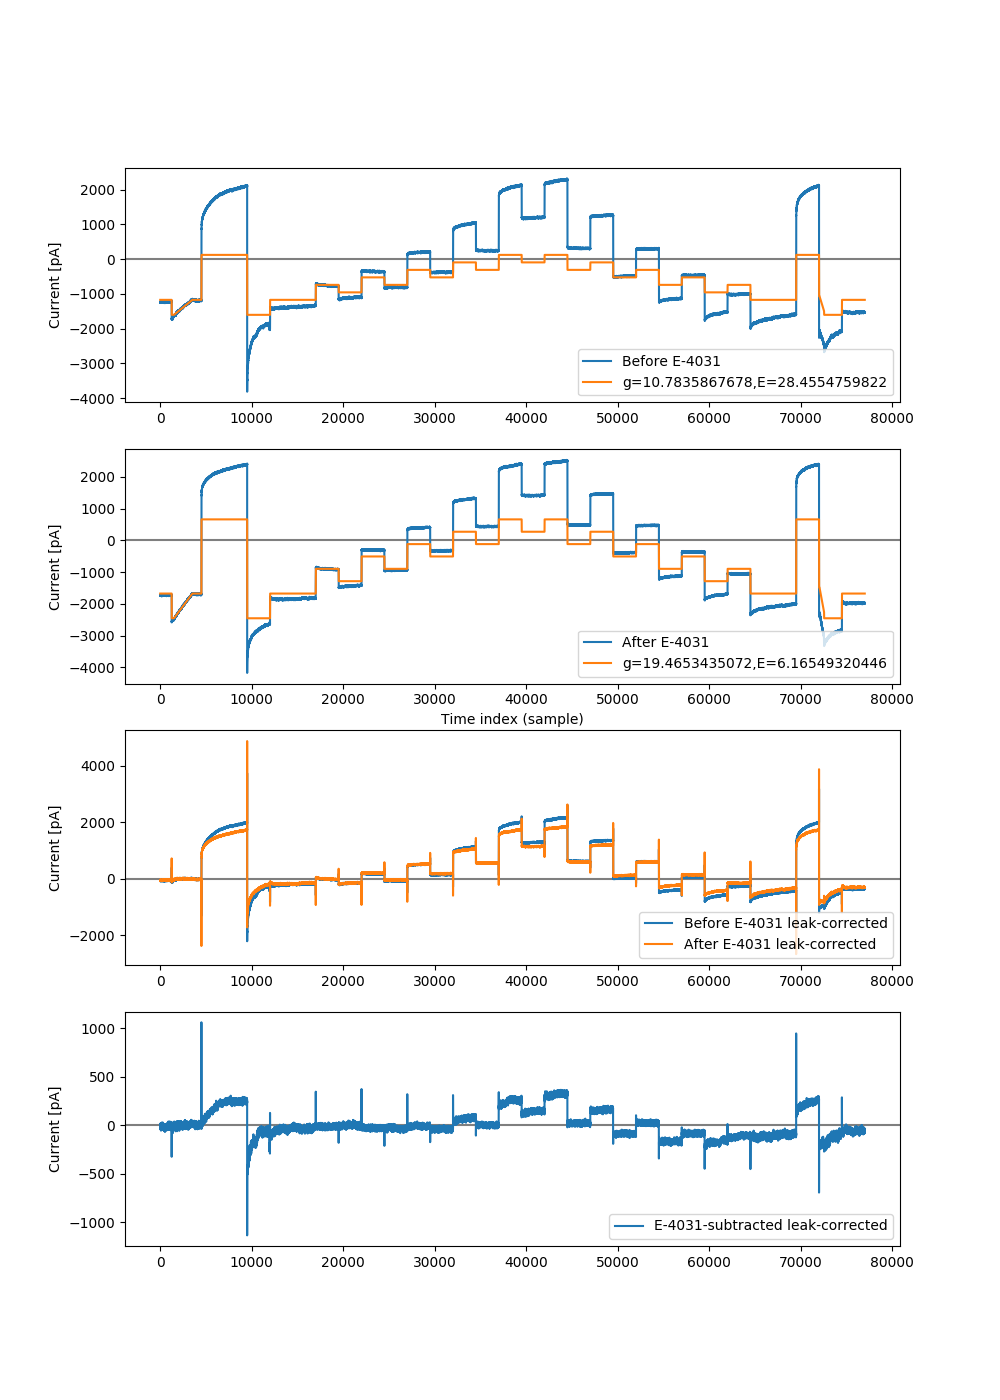 2000
1000
0
−1000
−2000
−3000
−4000
Current [pA]
Before E-4031
g=10.7835867678,E=28.4554759822
0 10000 20000 30000 40000 50000 60000 70000 80000
2000
1000
0
−1000
−2000
−3000
−4000
Current [pA]
After E-4031
g=19.4653435072,E=6.16549320446
0 10000 20000 30000 40000 50000 60000 70000 80000
Time index (sample)
4000
2000
0
−2000
Current [pA]
Before E-4031 leak-corrected
After E-4031 leak-corrected
0 10000 20000 30000 40000 50000 60000 70000 80000
1000
500
0
−500
−1000
Current [pA]
E-4031-subtracted leak-corrected
0 10000 20000 30000 40000 50000 60000 70000 80000